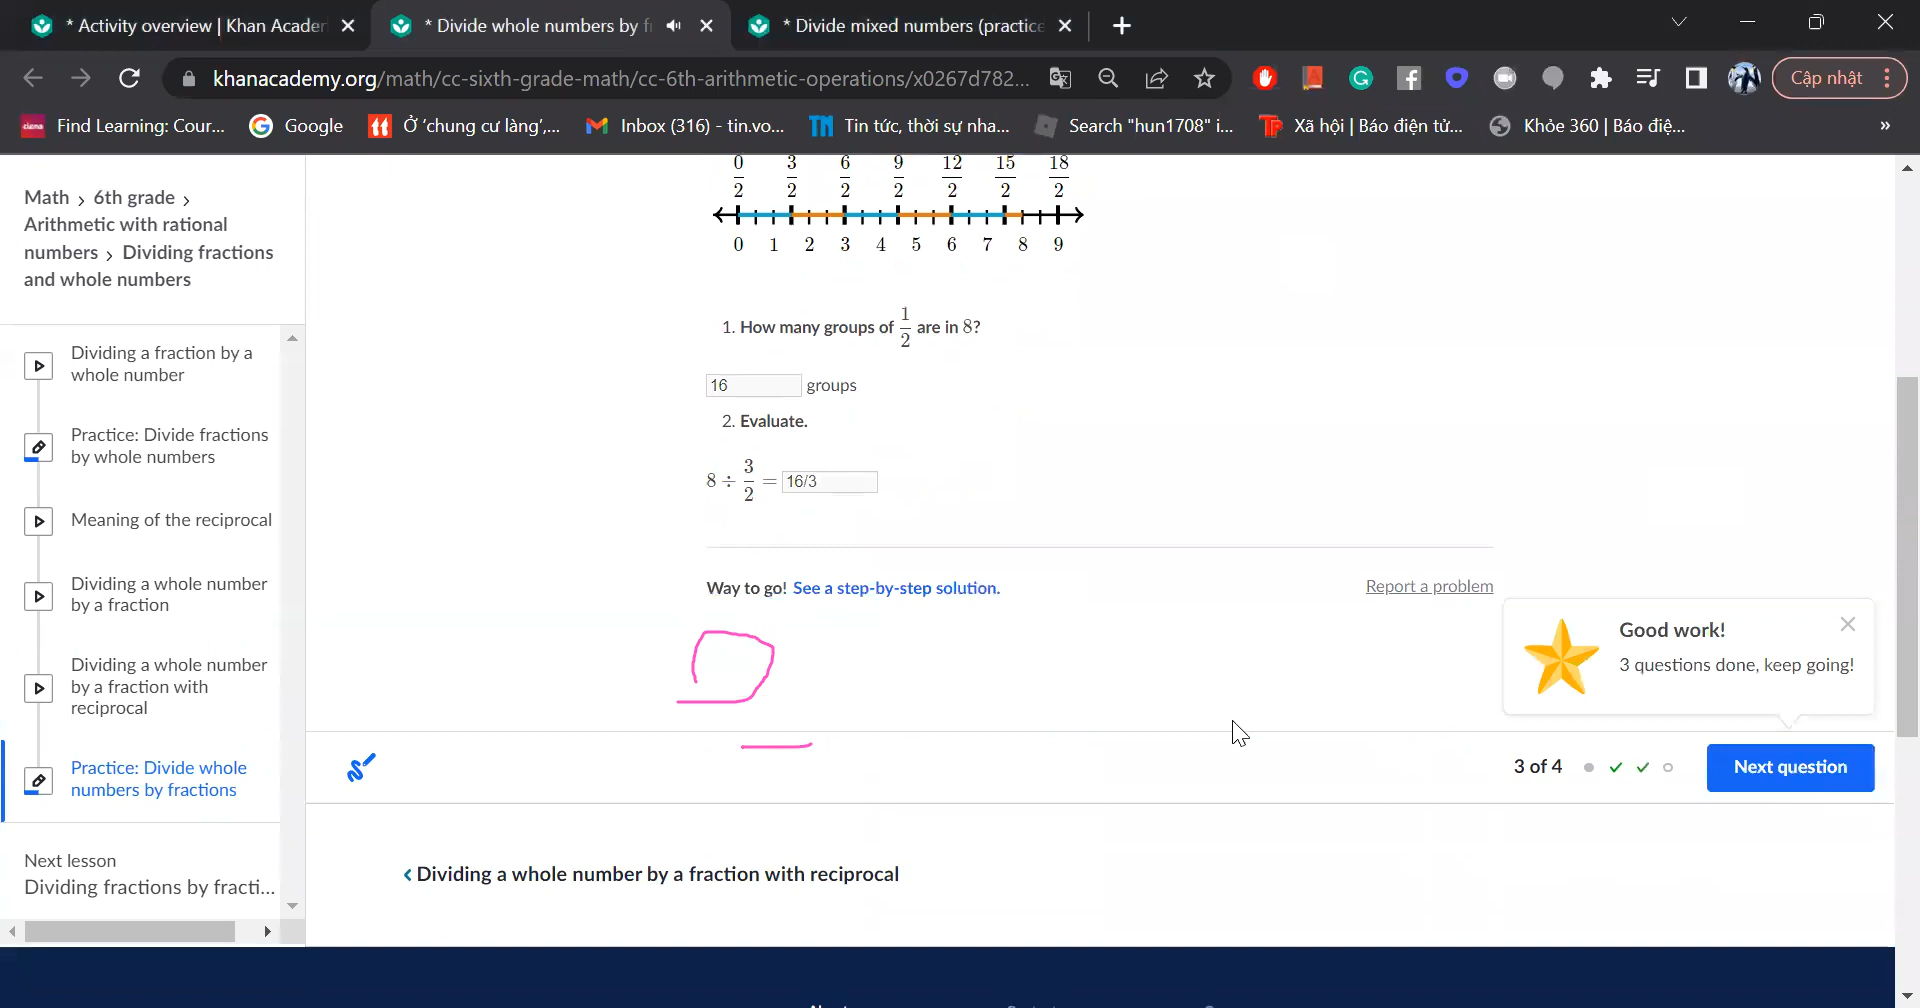 * Activity overview | Khan Acader
* Divide whole numbers by f
* Divide mixed numbers (practice
khanacademy.org/math/cc-sixth-grade-math/cc-6th-arithmetic-operations/x0267d782...
Cập nhật
Find Learning: Cour...
Google
Ở 'chung cư làng',...
Inbox (316) - tin.vo...
Tin tức, thời sự nha...
Search "hun1708" i...
Xã hội | Báo điện tử...
Khỏe 360 | Báo điệ...
»
Math > 6th grade >
Arithmetic with rational
numbers > Dividing fractions
and whole numbers
Dividing a fraction by a
whole number
Practice: Divide fractions
by whole numbers
Meaning of the reciprocal
Dividing a whole number
by a fraction
Dividing a whole number
by a fraction with
reciprocal
Practice: Divide whole
numbers by fractions
Next lesson
Dividing fractions by fracti...
0/2 3/2 6/2 9/2 12/2 15/2 18/2
0 1 2 3 4 5 6 7 8 9
1. How many groups of 1/2 are in 8?
16 groups
2. Evaluate.
8 ÷ 3/2 = 16/3
Way to go! See a step-by-step solution.
Report a problem
Good work!
3 questions done, keep going!
3 of 4
Next question
< Dividing a whole number by a fraction with reciprocal